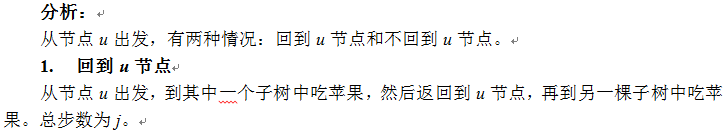 分析：
从节点 u 出发，有两种情况：回到 u 节点和不回到 u 节点。
1. 回到 u 节点
从节点 u 出发，到其中一个子树中吃苹果，然后返回到 u 节点，再到另一棵子树中吃苹
果。总步数为 j。